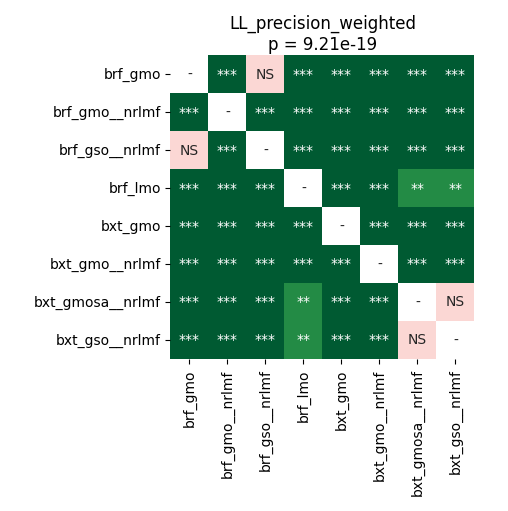 LL_precision_weighted
p = 9.21e-19
brf_gmo - *** NS *** *** *** *** ***
brf_gmo__nrlmf *** - *** *** *** *** *** ***
brf_gso__nrlmf NS *** - *** *** *** *** ***
brf_lmo *** *** *** - *** *** ** **
bxt_gmo *** *** *** *** - *** *** ***
bxt_gmo__nrlmf *** *** *** *** *** - *** ***
bxt_gmosa__nrlmf *** *** *** ** *** *** - NS
bxt_gso__nrlmf *** *** *** ** *** *** NS -
brf_gmo
brf_gmo__nrlmf
brf_gso__nrlmf
brf_lmo
bxt_gmo
bxt_gmo__nrlmf
bxt_gmosa__nrlmf
bxt_gso__nrlmf